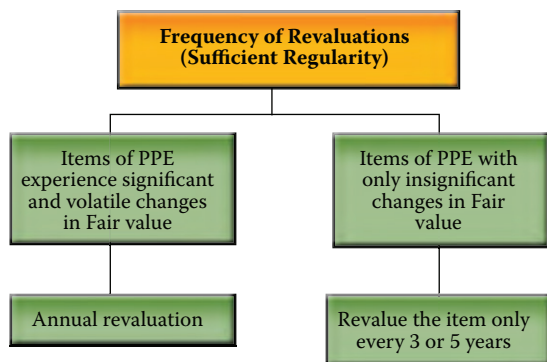 Frequency of Revaluations
(Sufficient Regularity)
Items of PPE
experience significant
and volatile changes
in Fair value
Annual revaluation
Items of PPE with
only insignificant
changes in Fair
value
Revalue the item only
every 3 or 5 years